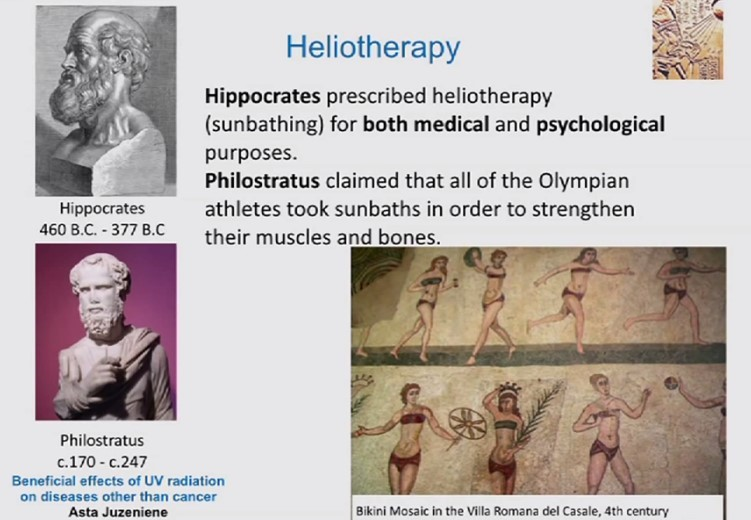 Heliotherapy
Hippocrates prescribed heliotherapy
(sunbathing) for both medical and psychological
purposes.
Philostratus claimed that all of the Olympian
athletes took sunbaths in order to strengthen
their muscles and bones.
Hippocrates
460 B.C. - 377 B.C
Philostratus
c.170 - c.247
Beneficial effects of UV radiation
on diseases other than cancer
Asta Juzeniene
Bikini Mosaic in the Villa Romana del Casale, 4th century